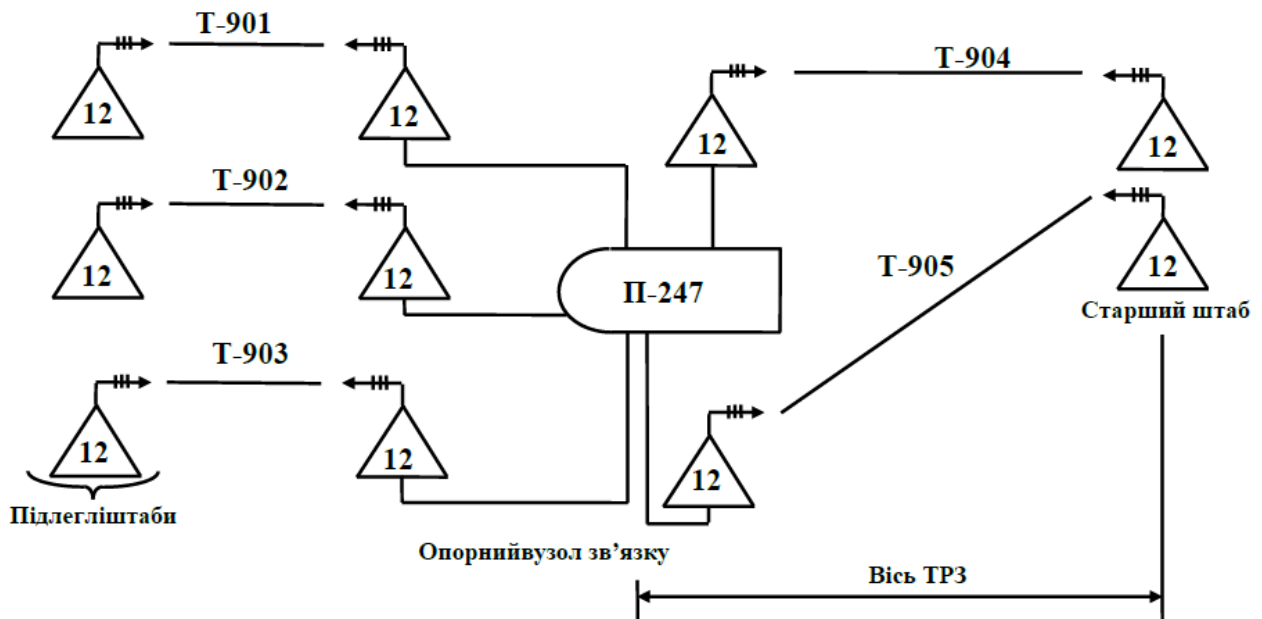 Т-901
Т-904
12
12
12
12
Т-902
12
12
12
Т-905
П-247
Старший штаб
Т-903
12
12
12
Підлегліштаби
Опорнийвузол зв’язку
Вісь ТРЗ